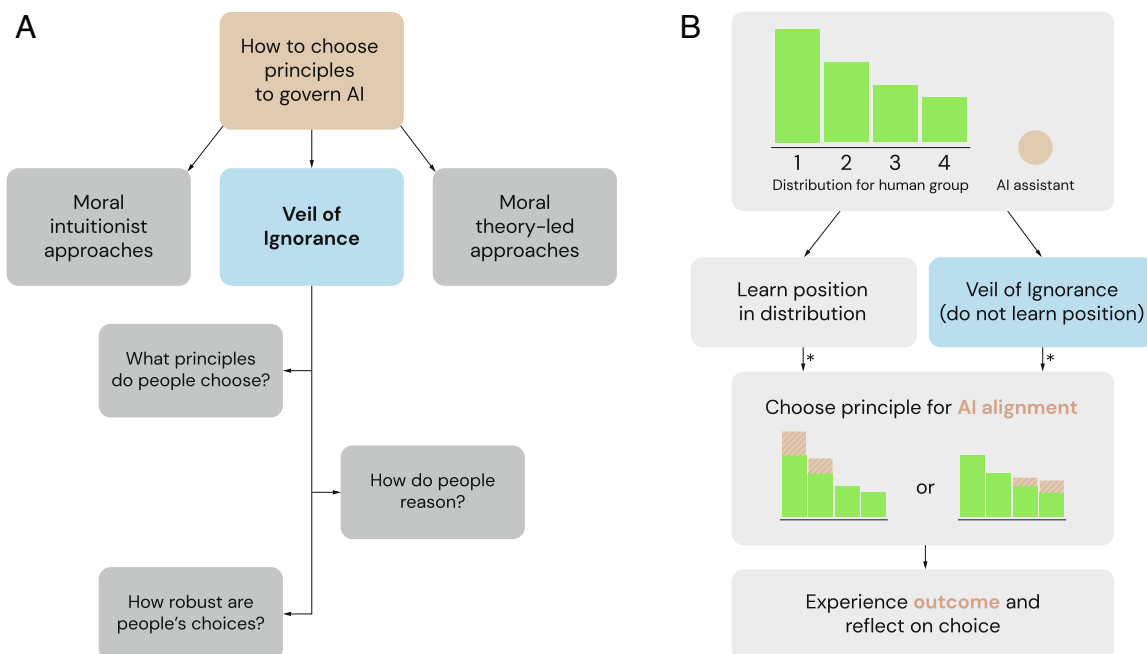 A
How to choose
principles
to govern AI
Moral
intuitionist
approaches
Veil of
Ignorance
Moral
theory-led
approaches
What principles
do people choose?
How do people
reason?
How robust are
people's choices?
B
1 2 3 4
Distribution for human group
AI assistant
Learn position
in distribution
Veil of Ignorance
(do not learn position)
*
*
Choose principle for AI alignment
or
Experience outcome and
reflect on choice